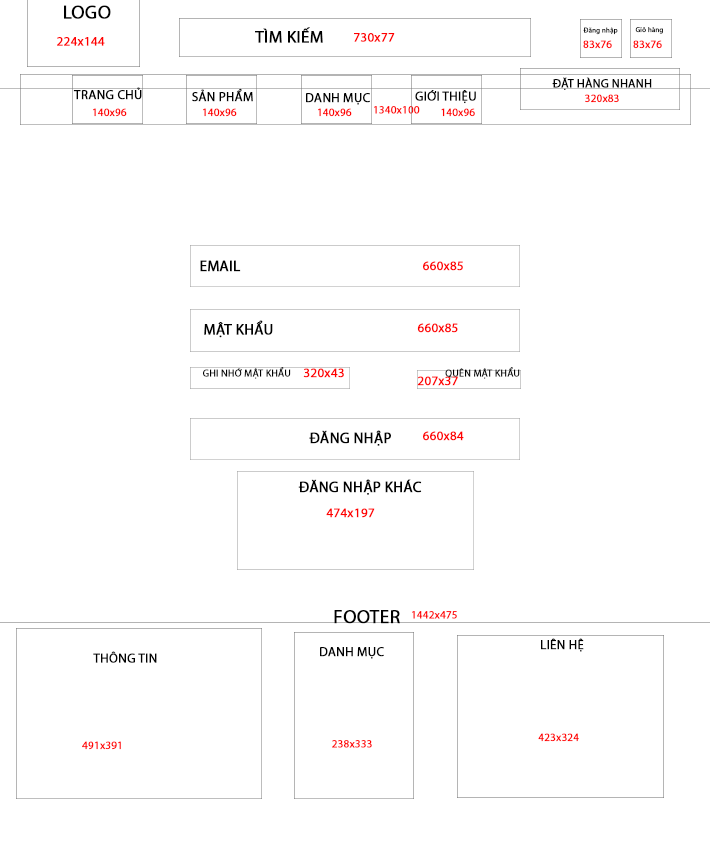 LOGO
224x144
TÌM KIẾM 730x77
Đăng nhập
83x76
Giỏ hàng
83x76
TRANG CHỦ
140x96
SẢN PHẨM
140x96
DANH MỤC
140x96
1340x100
GIỚI THIỆU
140x96
ĐẶT HÀNG NHANH
320x83
EMAIL 660x85
MẬT KHẨU 660x85
GHI NHỚ MẬT KHẨU 320x43
QUÊN MẬT KHẨU
207x37
ĐĂNG NHẬP 660x84
ĐĂNG NHẬP KHÁC
474x197
FOOTER 1442x475
THÔNG TIN
491x391
DANH MỤC
238x333
LIÊN HỆ
423x324